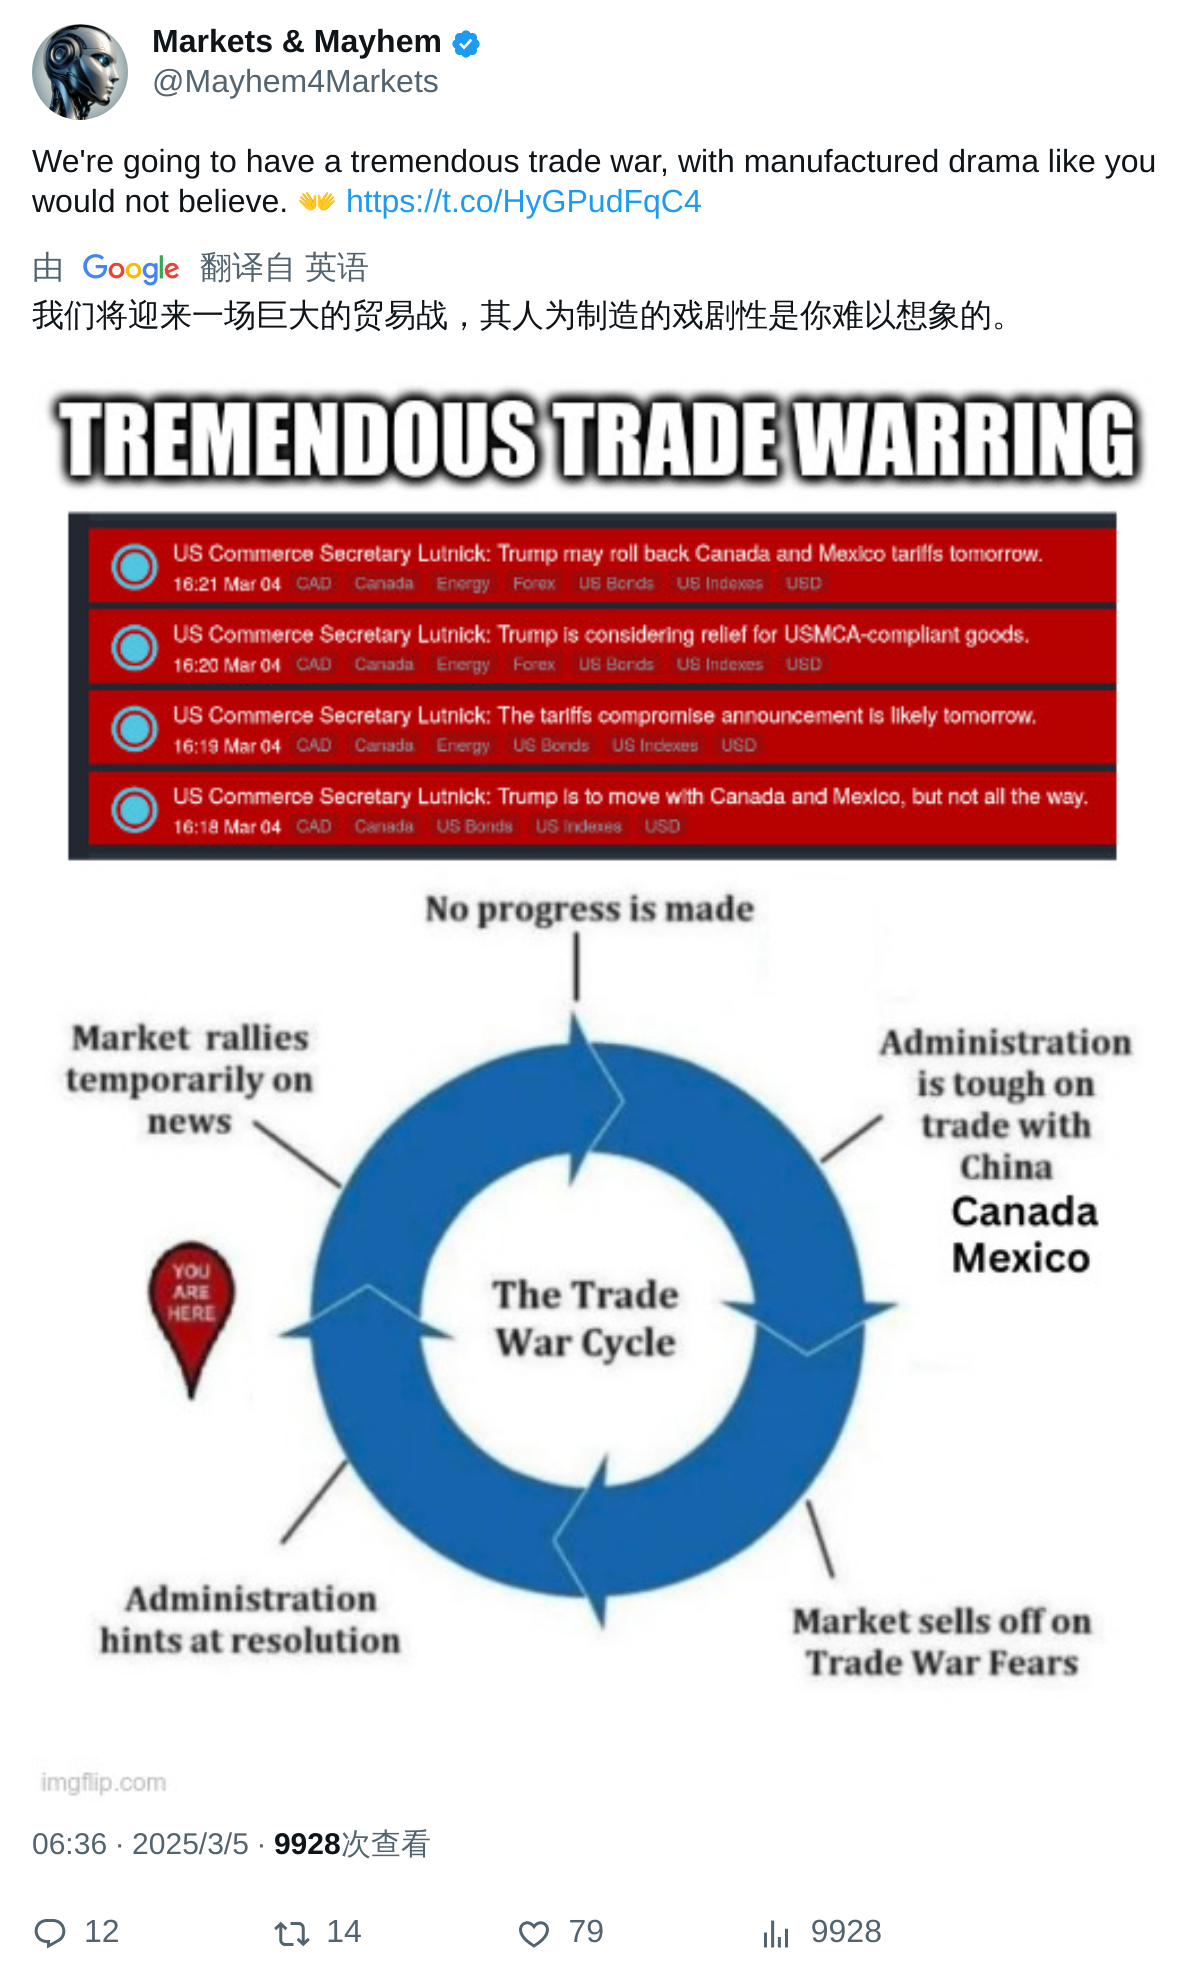 Markets & Mayhem
@Mayhem4Markets
We're going to have a tremendous trade war, with manufactured drama like you
would not believe. 👐 https://t.co/HyGPudFqC4
由 Google 翻译自 英语
我们将迎来一场巨大的贸易战，其人为制造的戏剧性是你难以想象的。
TREMENDOUS TRADE WARRING
US Commerce Secretary Lutnick: Trump may roll back Canada and Mexico tariffs tomorrow.
16:21 Mar 04 CAD Canada Energy Forex US Bonds US Indexes USD
US Commerce Secretary Lutnick: Trump is considering relief for USMCA-compliant goods.
16:20 Mar 04 CAD Canada Energy Forex US Bonds US Indexes USD
US Commerce Secretary Lutnick: The tariffs compromise announcement is likely tomorrow.
16:19 Mar 04 CAD Canada Energy US Bonds US Indexes USD
US Commerce Secretary Lutnick: Trump is to move with Canada and Mexico, but not all the way.
16:18 Mar 04 CAD Canada US Bonds US Indexes USD
No progress is made
Market rallies
temporarily on
news
Administration
is tough on
trade with
China
Canada
Mexico
YOU
ARE
HERE
The Trade
War Cycle
Administration
hints at resolution
Market sells off on
Trade War Fears
imgflip.com
06:36 · 2025/3/5 · 9928次查看
12 14 79 9928